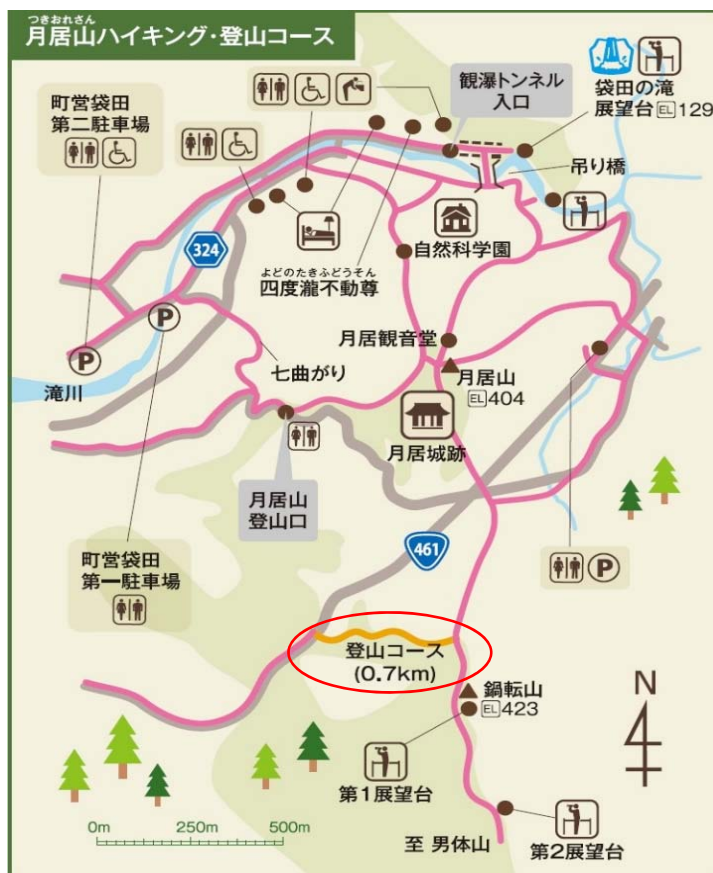 つきおれさん
月居山ハイキング・登山コース
町営袋田
第二駐車場
観瀑トンネル
入口
袋田の滝
展望台 EL 129
吊り橋
324
自然科学園
よどのたきふどうそん
四度瀧不動尊
P
P
滝川
七曲がり
月居観音堂
月居山
EL 404
月居城跡
月居山
登山口
461
町営袋田
第一駐車場
P
登山コース
(0.7km)
鍋転山
EL 423
N
第1展望台
0m 250m 500m
至 男体山
第2展望台